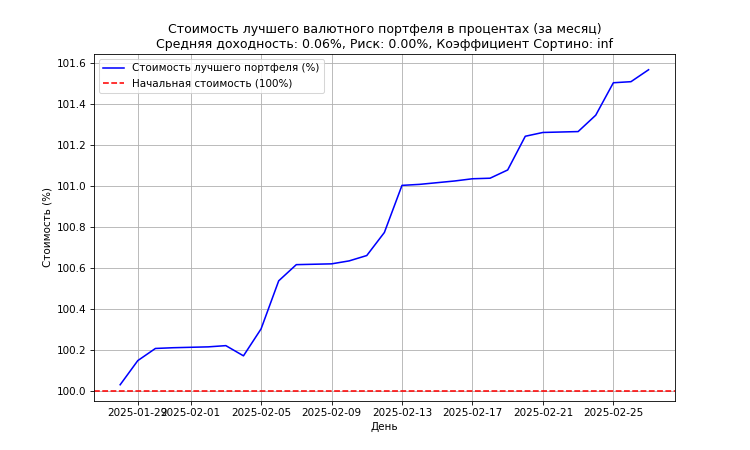 Стоимость лучшего валютного портфеля в процентах (за месяц)
Средняя доходность: 0.06%, Риск: 0.00%, Коэффициент Сортино: inf
Стоимость лучшего портфеля (%)
Начальная стоимость (100%)
101.6
101.4
101.2
101.0
100.8
100.6
100.4
100.2
100.0
Стоимость (%)
2025-01-29 2025-02-01 2025-02-05 2025-02-09 2025-02-13 2025-02-17 2025-02-21 2025-02-25
День